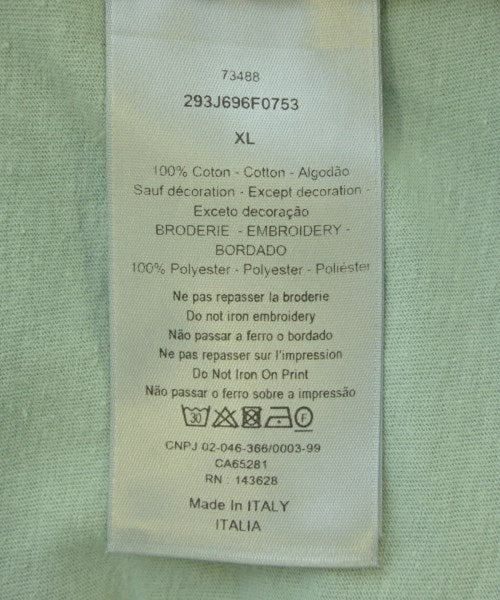 73488
293J696F0753
XL
100% Coton - Cotton - Algodão
Sauf décoration - Except decoration -
Exceto decoração
BRODERIE - EMBROIDERY -
BORDADO
100% Polyester - Polyester - Poliéster
Ne pas repasser la broderie
Do not iron embroidery
Não passar a ferro o bordado
Ne pas repasser sur l'impression
Do Not Iron On Print
Não passar o ferro sobre a impressão
30 F
CNPJ 02-046-366/0003-99
CA65281
RN : 143628
Made In ITALY
ITALIA